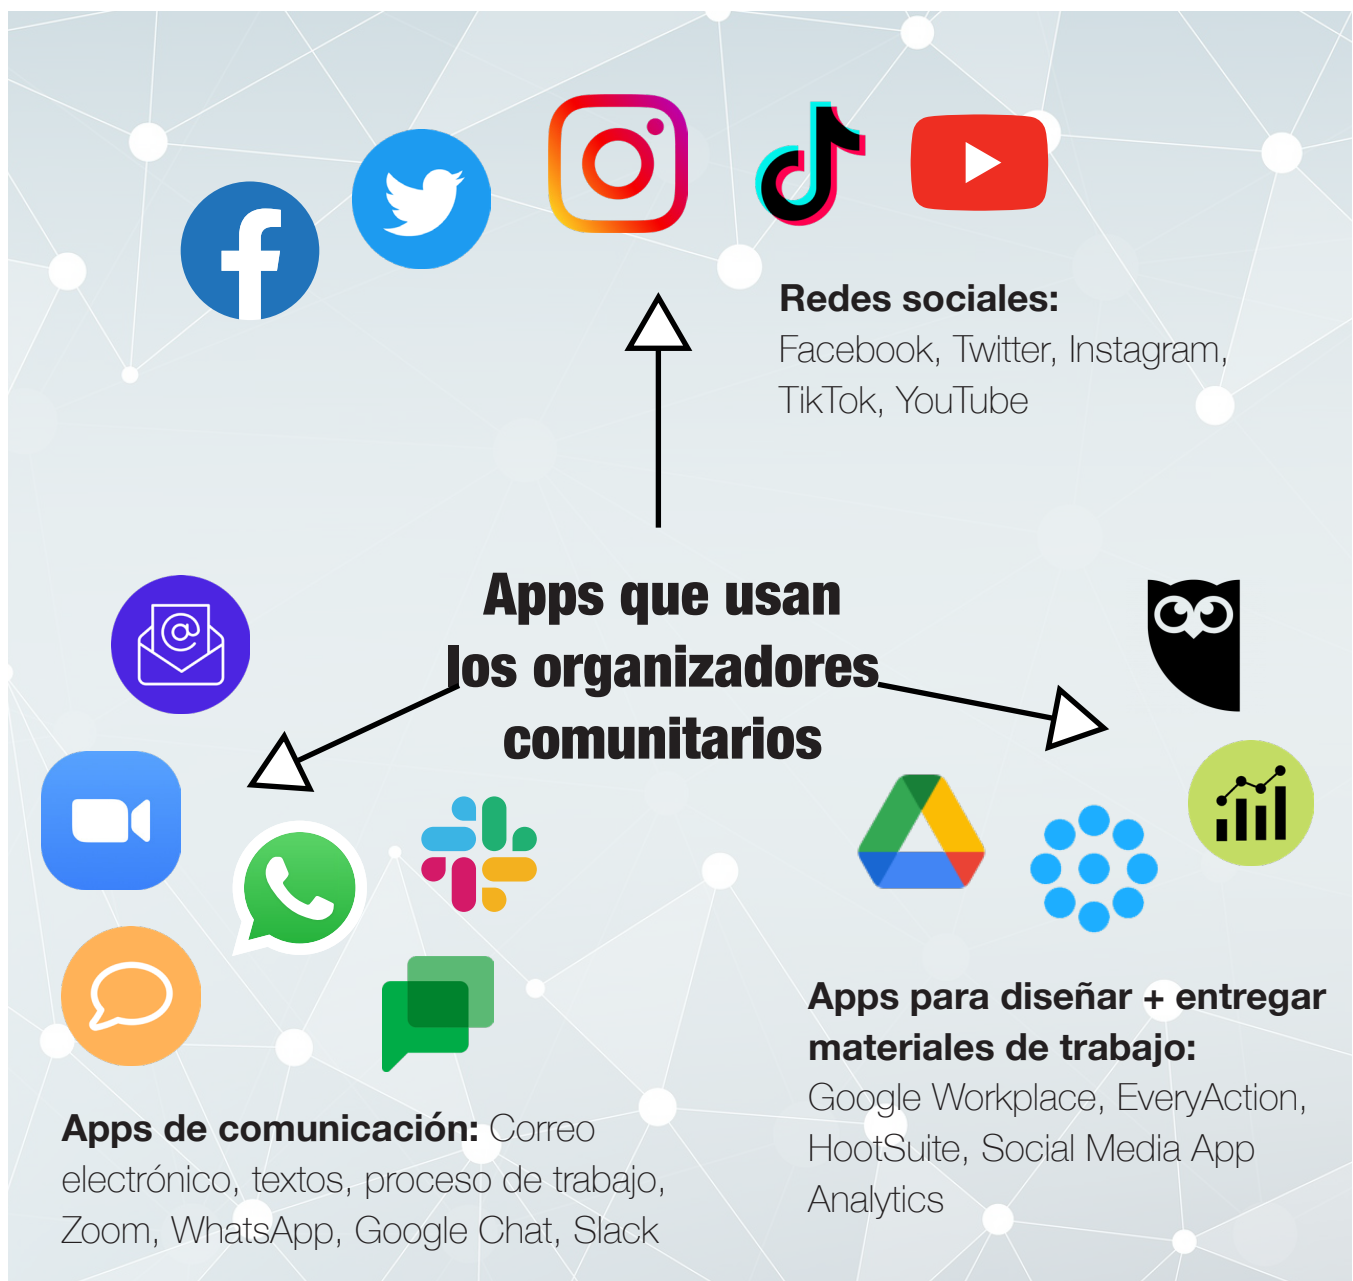 Redes sociales:
Facebook, Twitter, Instagram,
TikTok, YouTube
Apps que usan
los organizadores
comunitarios
Apps de comunicación: Correo
electrónico, textos, proceso de trabajo,
Zoom, WhatsApp, Google Chat, Slack
Apps para diseñar + entregar
materiales de trabajo:
Google Workplace, EveryAction,
HootSuite, Social Media App
Analytics